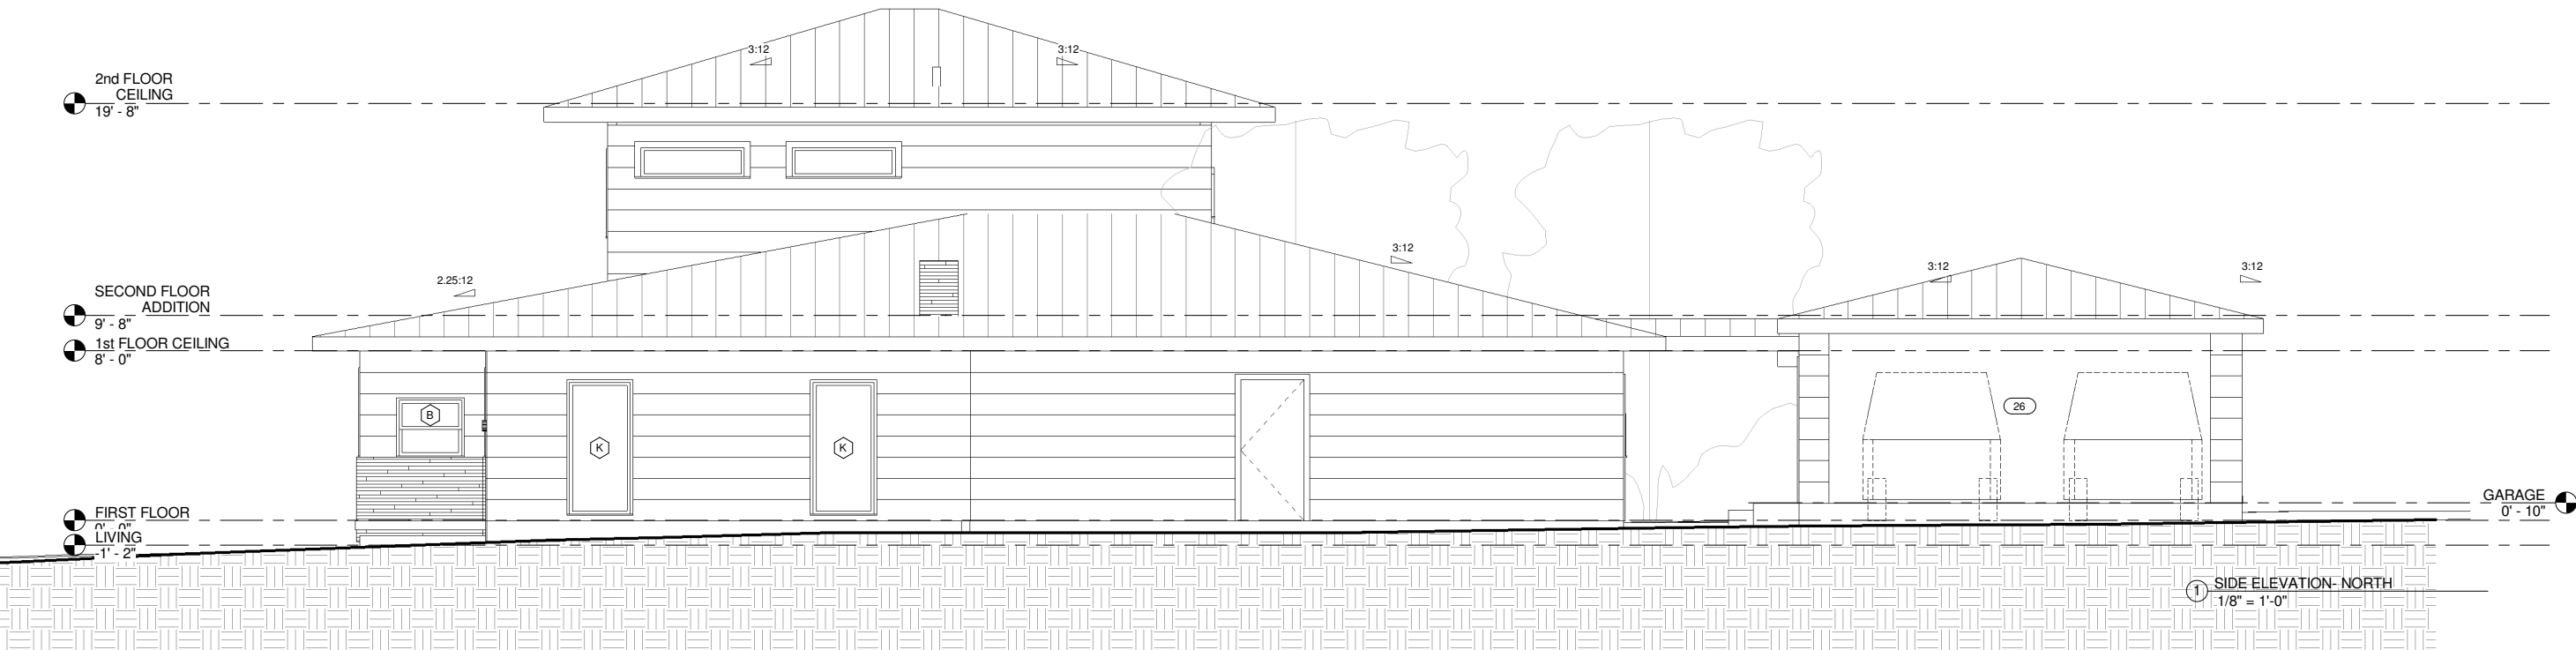 3:12
3:12
2nd FLOOR
CEILING
19' - 8"
3:12
2.25:12
3:12
3:12
SECOND FLOOR
ADDITION
9' - 8"
1st FLOOR CEILING
8' - 0"
B
26
K
K
FIRST FLOOR
0' - 0"
LIVING
-1' - 2"
GARAGE
0' - 10"
1
SIDE ELEVATION- NORTH
1/8" = 1'-0"